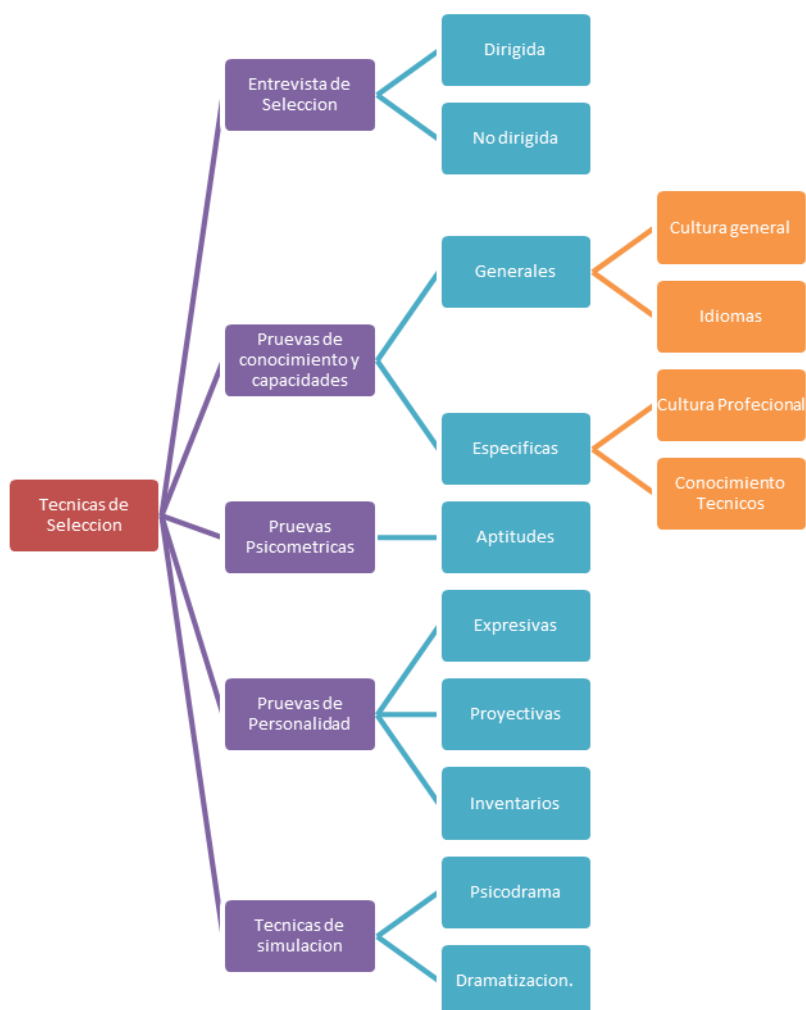 Tecnicas de
Seleccion
Entrevista de
Seleccion
Dirigida
No dirigida
Pruevas de
conocimiento y
capacidades
Generales
Cultura general
Idiomas
Especificas
Cultura Profecional
Conocimiento
Tecnicos
Pruevas
Psicometricas
Aptitudes
Pruevas de
Personalidad
Expresivas
Proyectivas
Inventarios
Tecnicas de
simulacion
Psicodrama
Dramatizacion.